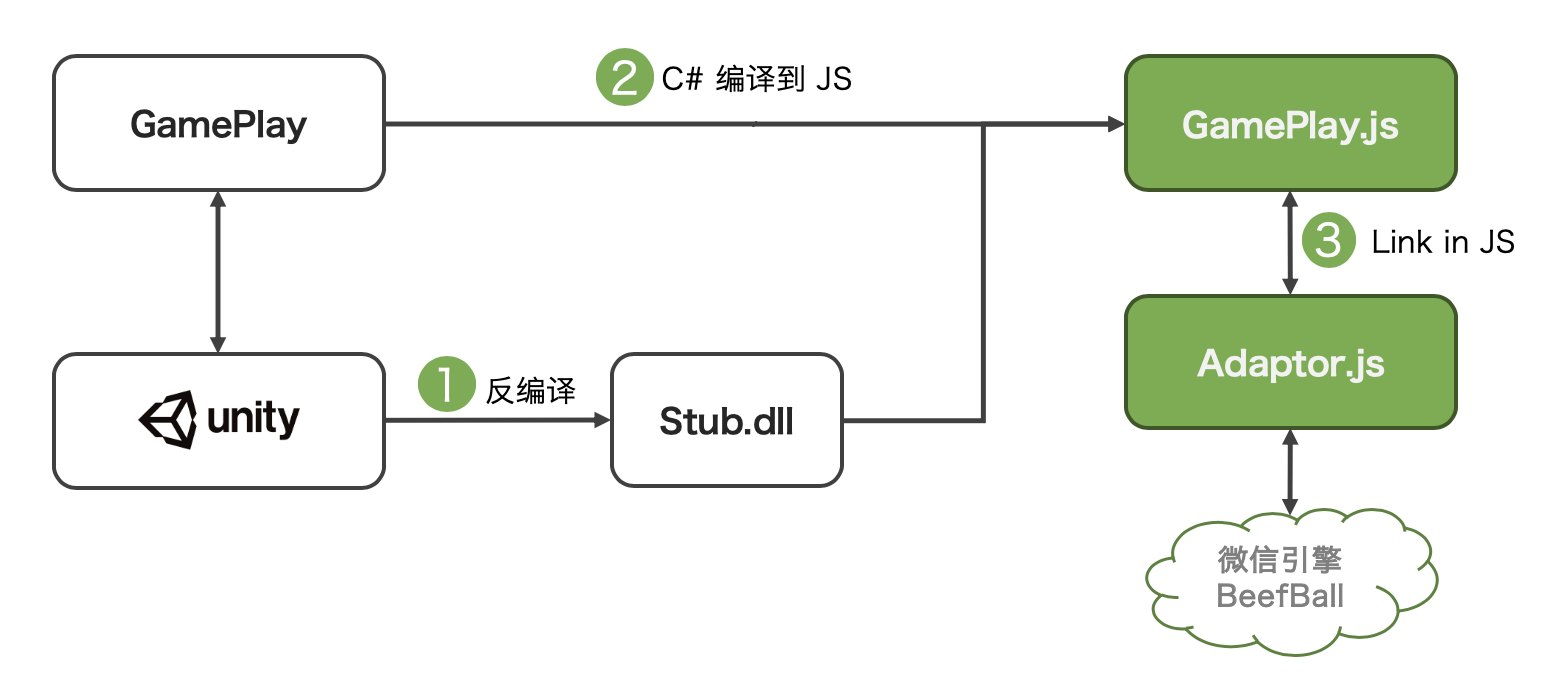 2 C# 编译到 JS
GamePlay
GamePlay.js
3 Link in JS
Adaptor.js
1 反编译
unity
Stub.dll
微信引擎
BeefBall